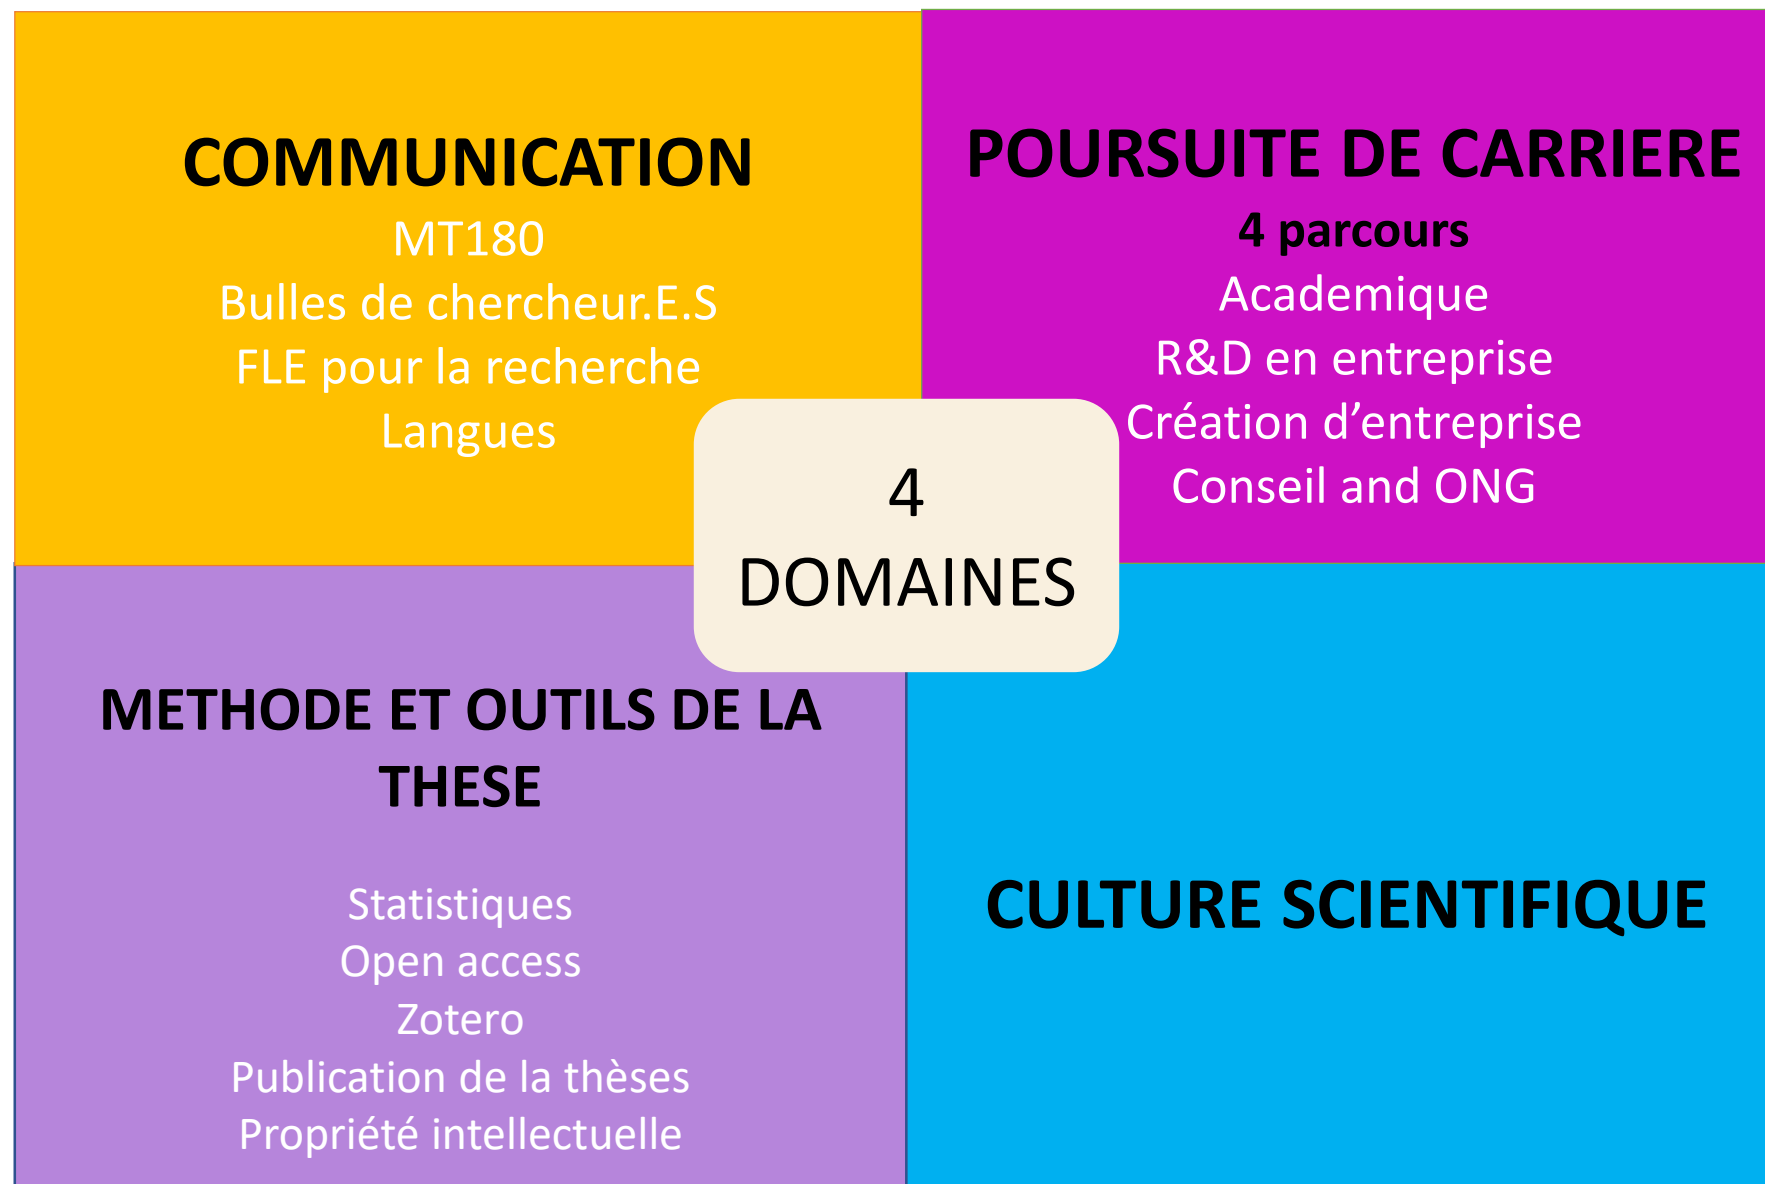 COMMUNICATION
MT180
Bulles de chercheur.E.S
FLE pour la recherche
Langues
POURSUITE DE CARRIERE
4 parcours
Academique
R&D en entreprise
Création d’entreprise
Conseil and ONG
4
DOMAINES
METHODE ET OUTILS DE LA
THESE
Statistiques
Open access
Zotero
Publication de la thèses
Propriété intellectuelle
CULTURE SCIENTIFIQUE